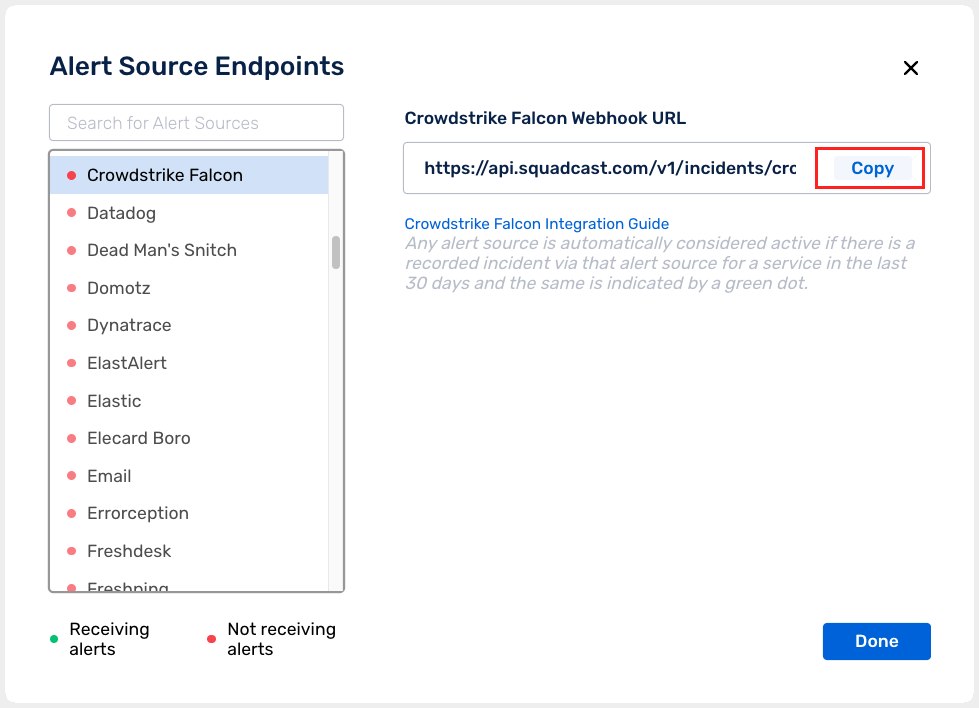 Alert Source Endpoints
Search for Alert Sources
Crowdstrike Falcon
Datadog
Dead Man's Snitch
Domotz
Dynatrace
ElastAlert
Elastic
Elecard Boro
Email
Errorception
Freshdesk
Freshping
Receiving
alerts
Not receiving
alerts
Crowdstrike Falcon Webhook URL
https://api.squadcast.com/v1/incidents/crc Copy
Crowdstrike Falcon Integration Guide
Any alert source is automatically considered active if there is a
recorded incident via that alert source for a service in the last
30 days and the same is indicated by a green dot.
Done